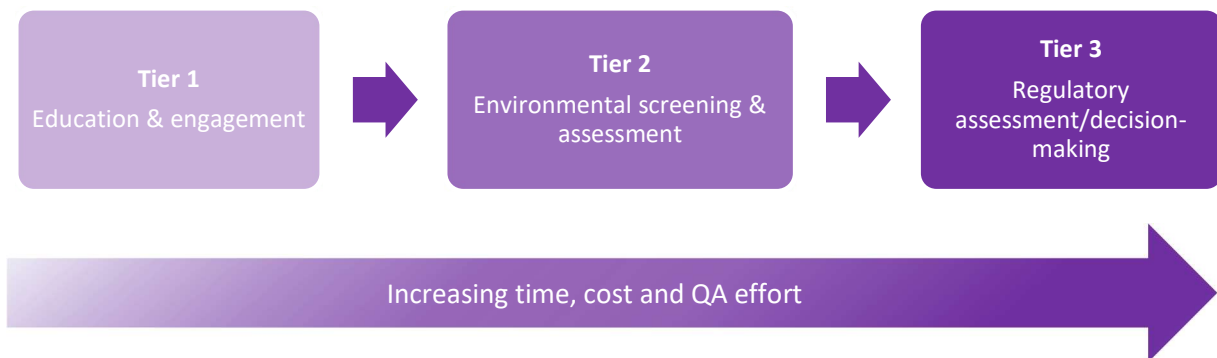 Tier 1
Education & engagement
Tier 2
Environmental screening &
assessment
Tier 3
Regulatory
assessment/decision-
making
Increasing time, cost and QA effort